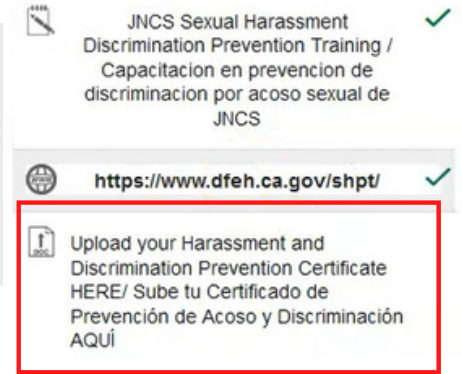 JNCS Sexual Harassment
Discrimination Prevention Training /
Capacitacion en prevencion de
discriminacion por acoso sexual de
JNCS
https://www.dfeh.ca.gov/shpt/
Upload your Harassment and
Discrimination Prevention Certificate
HERE/ Sube tu Certificado de
Prevención de Acoso y Discriminación
AQUÍ